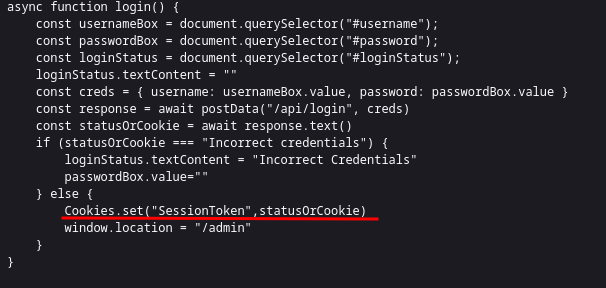 async function login() {
    const usernameBox = document.querySelector("#username");
    const passwordBox = document.querySelector("#password");
    const loginStatus = document.querySelector("#loginStatus");
    loginStatus.textContent = ""
    const creds = { username: usernameBox.value, password: passwordBox.value }
    const response = await postData("/api/login", creds)
    const statusOrCookie = await response.text()
    if (statusOrCookie === "Incorrect credentials") {
        loginStatus.textContent = "Incorrect Credentials"
        passwordBox.value=""
    } else {
        Cookies.set("SessionToken",statusOrCookie)
        window.location = "/admin"
    }
}